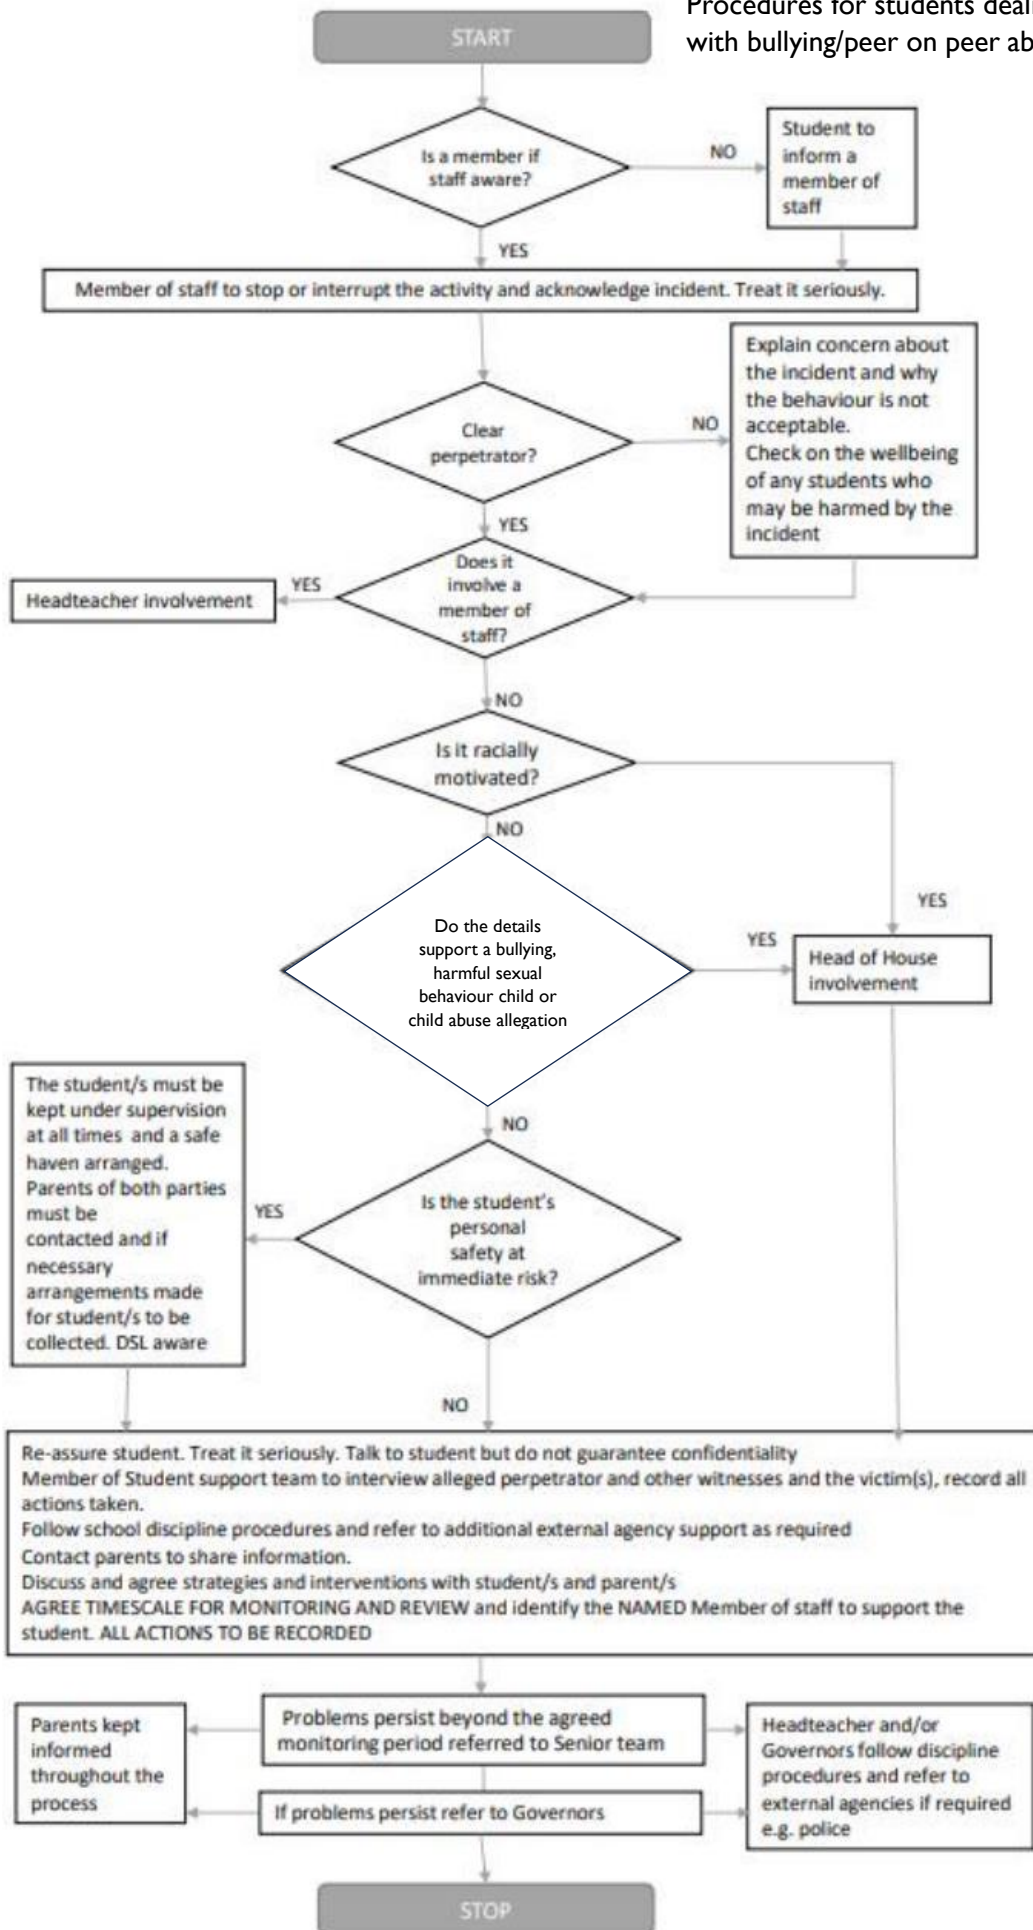 Procedures for students deali
with bullying/peer on peer ab
START
Is a member if
staff aware?
NO
Student to
inform a
member of
staff
YES
Member of staff to stop or interrupt the activity and acknowledge incident. Treat it seriously.
Clear
perpetrator?
NO
Explain concern about
the incident and why
the behaviour is not
acceptable.
Check on the wellbeing
of any students who
may be harmed by the
incident
YES
Does it
involve a
member of
staff?
YES
Headteacher involvement
NO
Is it racially
motivated?
NO
YES
Do the details
support a bullying,
harmful sexual
behaviour child or
child abuse allegation
YES
Head of House
involvement
NO
Is the student's
personal
safety at
immediate risk?
YES
The student/s must be
kept under supervision
at all times and a safe
haven arranged.
Parents of both parties
must be
contacted and if
necessary
arrangements made
for student/s to be
collected. DSL aware
NO
Re-assure student. Treat it seriously. Talk to student but do not guarantee confidentiality
Member of Student support team to interview alleged perpetrator and other witnesses and the victim(s), record all
actions taken.
Follow school discipline procedures and refer to additional external agency support as required
Contact parents to share information.
Discuss and agree strategies and interventions with student/s and parent/s
AGREE TIMESCALE FOR MONITORING AND REVIEW and identify the NAMED Member of staff to support the
student. ALL ACTIONS TO BE RECORDED
Problems persist beyond the agreed
monitoring period referred to Senior team
Parents kept
informed
throughout the
process
Headteacher and/or
Governors follow discipline
procedures and refer to
external agencies if required
e.g. police
If problems persist refer to Governors
STOP